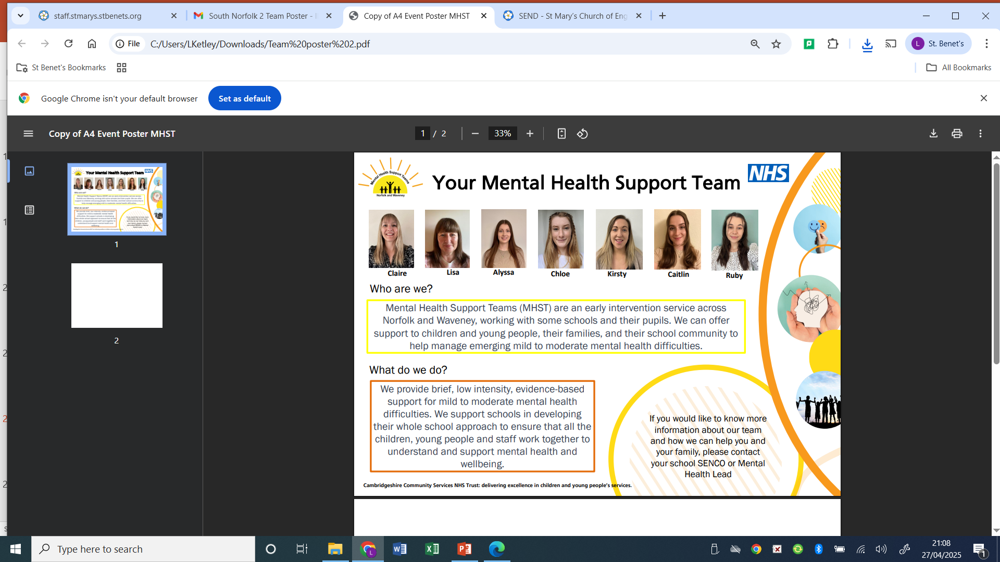 staff.stmarys.stbenets.org
South Norfolk 2 Team Poster -
Copy of A4 Event Poster MHST
SEND - St Mary's Church of Eng
File
C:/Users/LKetley/Downloads/Team%20poster%202.pdf
L
St. Benet's
St Benet's Bookmarks
All Bookmarks
Google Chrome isn't your default browser
Set as default
Copy of A4 Event Poster MHST
1 / 2
33%
Your Mental Health Support Team
1
2
Mental Health Support Teams
Norfolk and Waveney
Your Mental Health Support Team
NHS
Claire
Lisa
Alyssa
Chloe
Kirsty
Caitlin
Ruby
Who are we?
Mental Health Support Teams (MHST) are an early intervention service across
Norfolk and Waveney, working with some schools and their pupils. We can offer
support to children and young people, their families, and their school community to
help manage emerging mild to moderate mental health difficulties.
What do we do?
We provide brief, low intensity, evidence-based
support for mild to moderate mental health
difficulties. We support schools in developing
their whole school approach to ensure that all the
children, young people and staff work together to
understand and support mental health and
wellbeing.
If you would like to know more
information about our team
and how we can help you and
your family, please contact
your school SENCO or Mental
Health Lead
Cambridgeshire Community Services NHS Trust: delivering excellence in children and young people's services.
Type here to search
21:08
27/04/2025
1